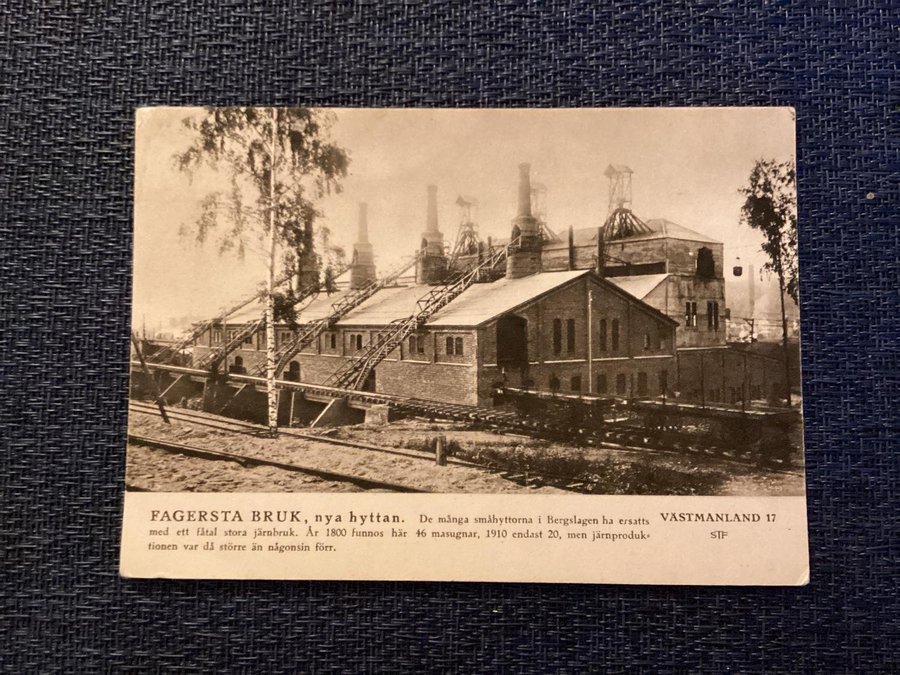 FAGERSTA BRUK, nya hyttan. De många småhyttorna i Bergslagen ha ersatts
med ett fåtal stora järnbruk. År 1800 funnos här 46 masugnar, 1910 endast 20, men järnproduk-
tionen var då större än någonsin förr.
VÄSTMANLAND 17
STF